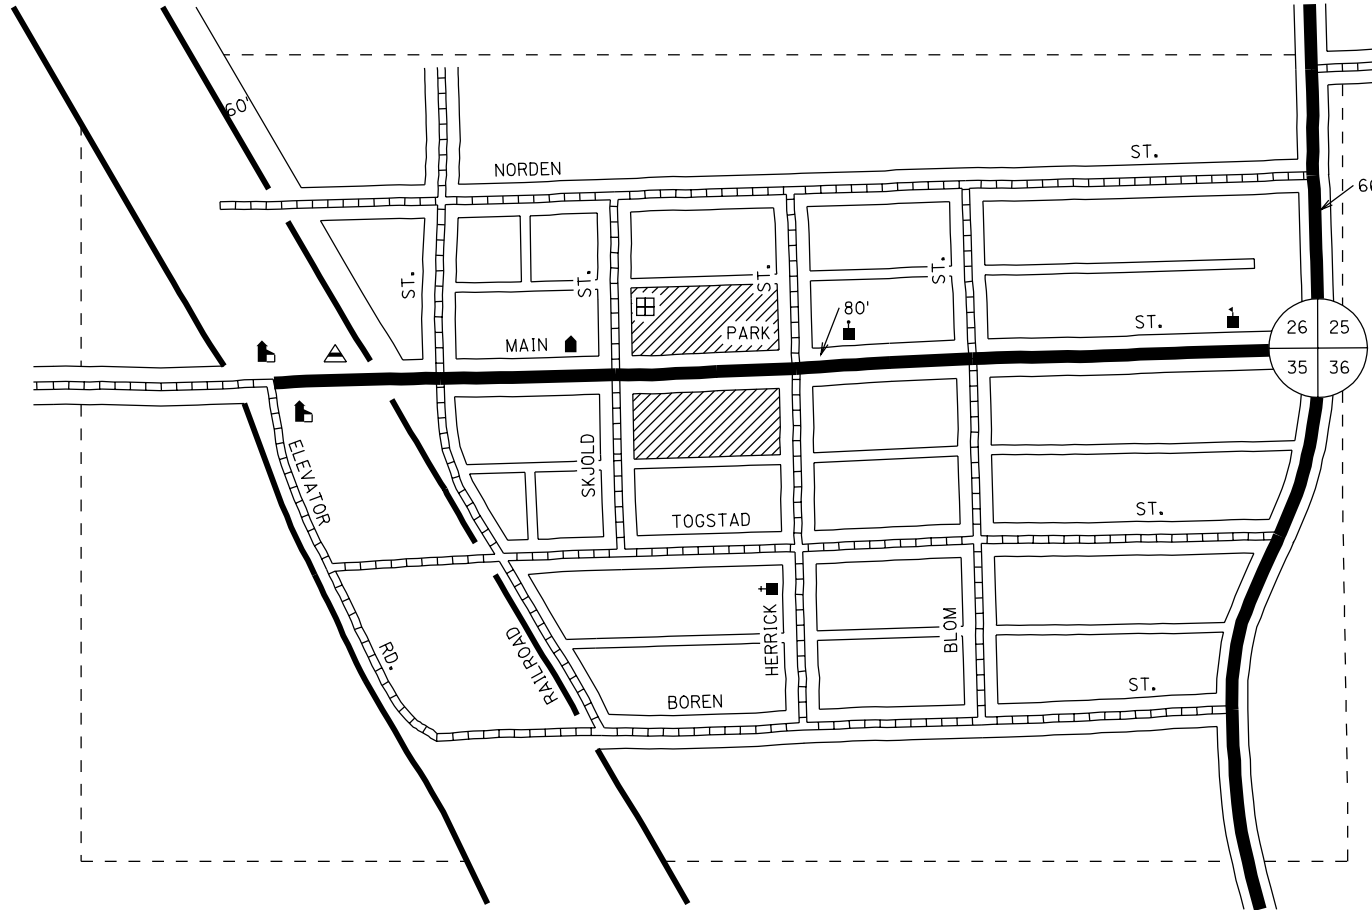 60'
NORDEN
ST.
60
ST.
ST.
ST.
ST.
MAIN
PARK
80'
ST.
26
25
35
36
ELEVATOR
SKJOLD
TOGSTAD
ST.
RD.
RAILROAD
HERRICK
BLOM
BOREN
ST.